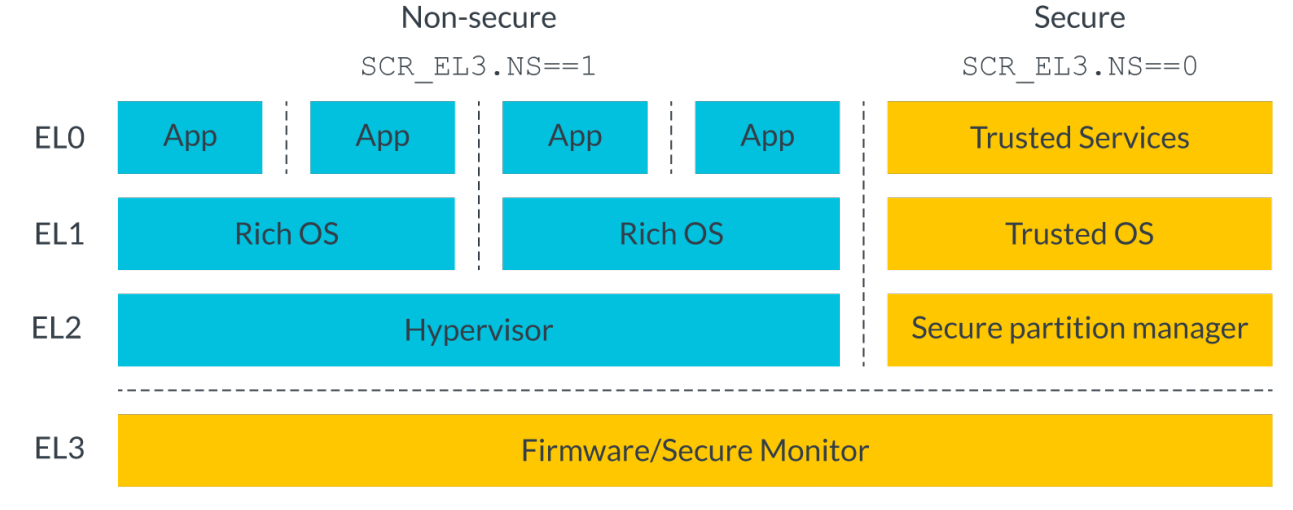 Non-secure
Secure
SCR_EL3.NS==1
SCR_EL3.NS==0
EL0
App
App
App
App
Trusted Services
EL1
Rich OS
Rich OS
Trusted OS
EL2
Hypervisor
Secure partition manager
EL3
Firmware/Secure Monitor